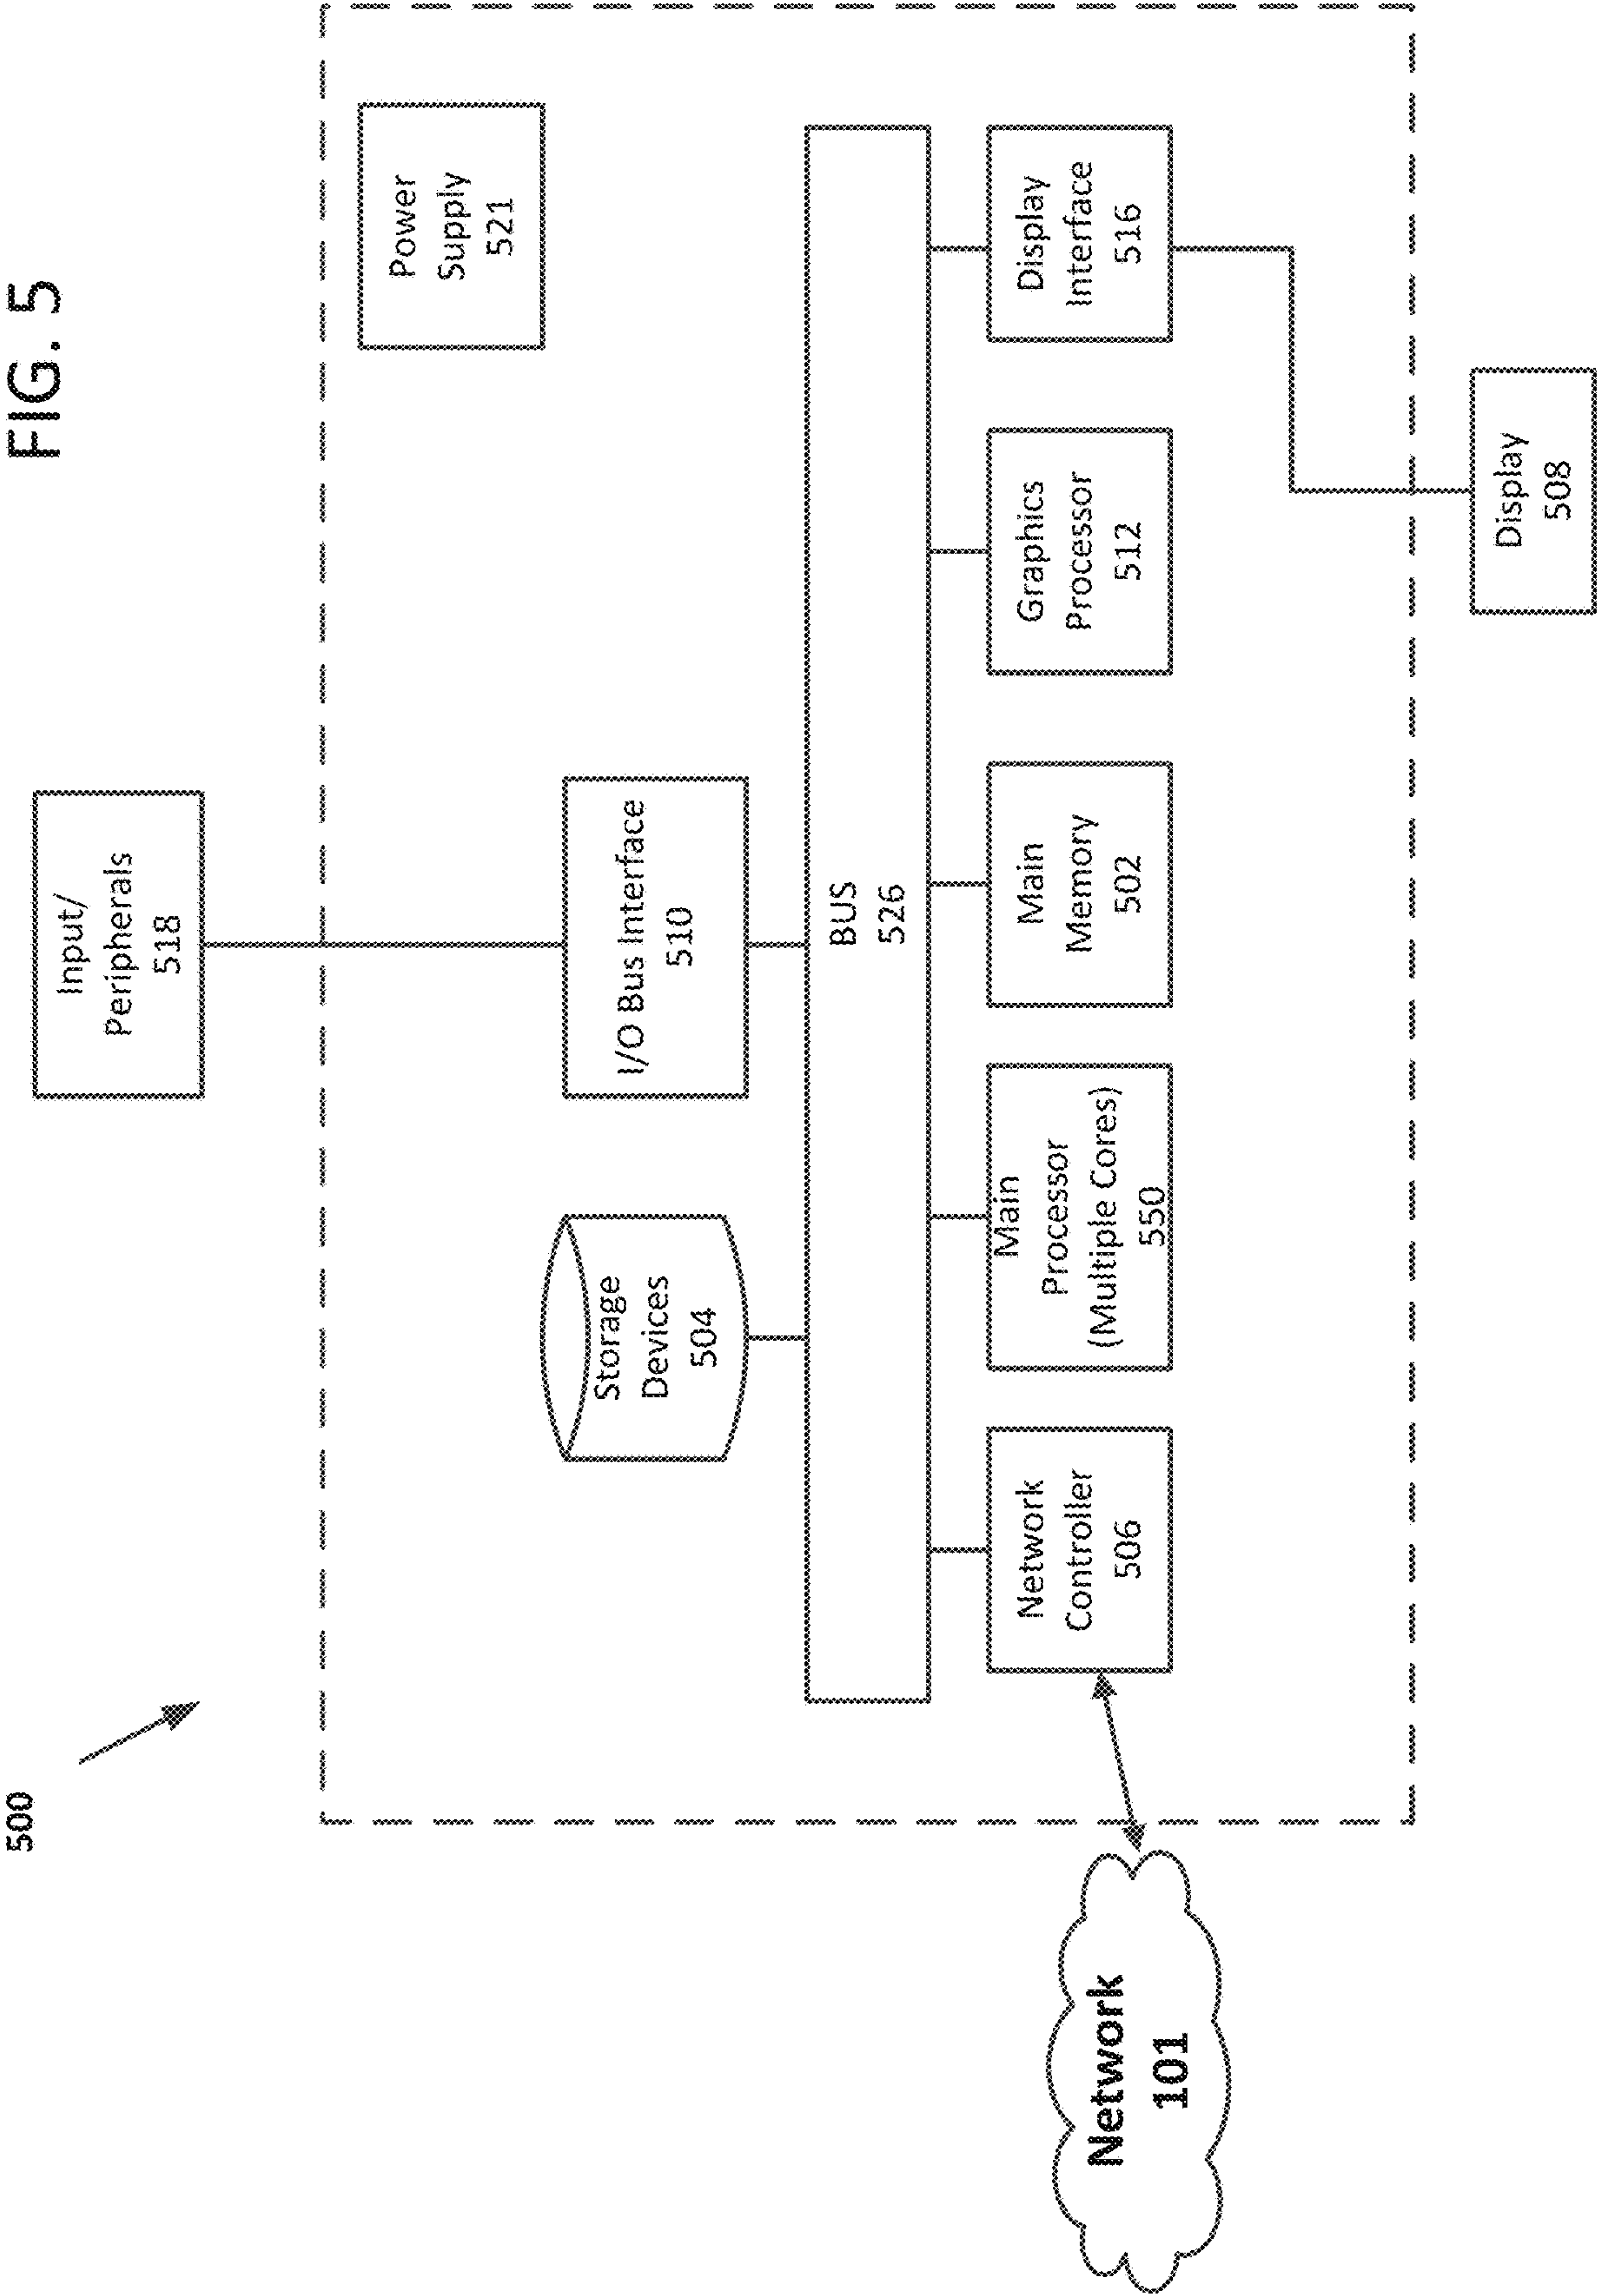 500
FIG. 5
Input/
Peripherals
518
Power
Supply
521
Storage
Devices
504
I/O Bus Interface
510
BUS
526
Network
101
Network
Controller
506
Main
Processor
(Multiple Cores)
550
Main
Memory
502
Graphics
Processor
512
Display
Interface
516
Display
508